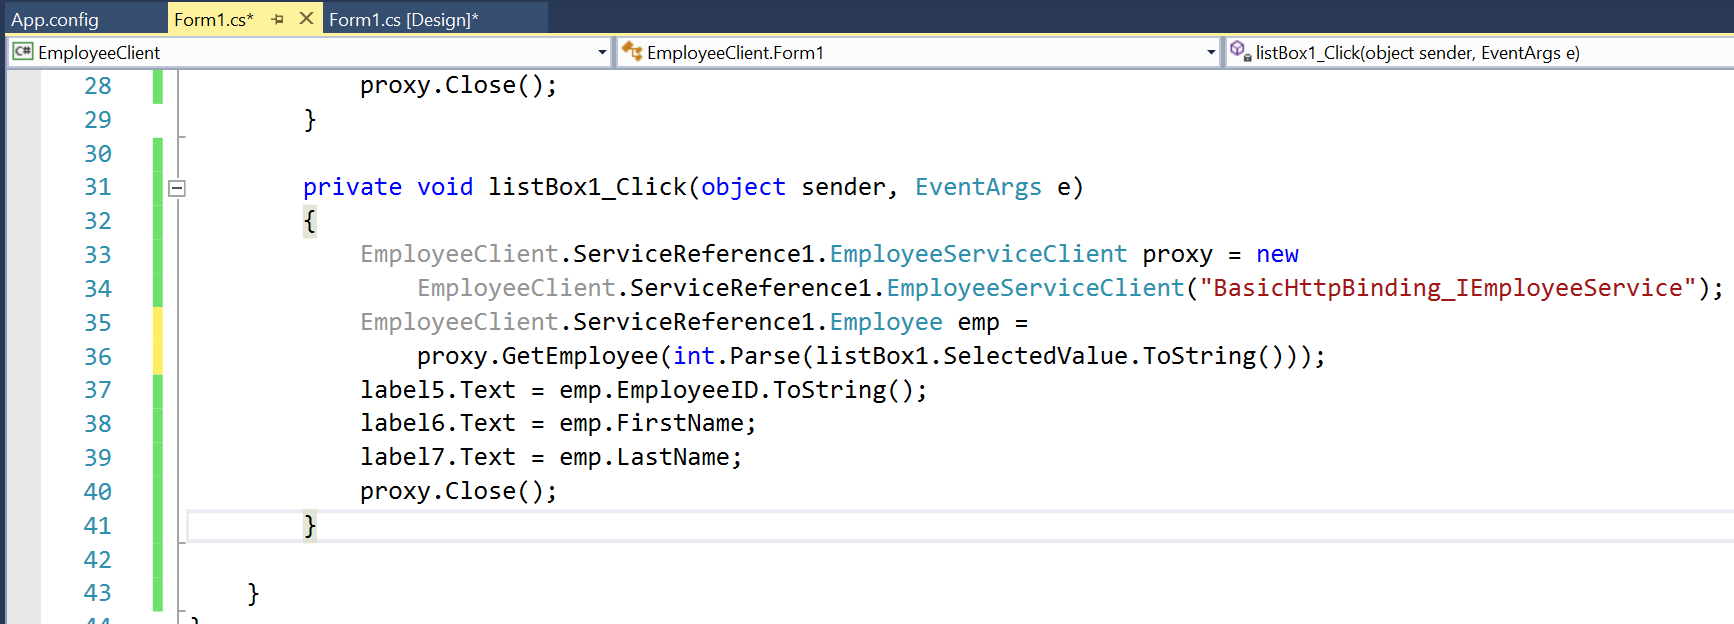 App.config Form1.cs* Form1.cs [Design]*
C# EmployeeClient EmployeeClient.Form1 listBox1_Click(object sender, EventArgs e)
28 proxy.Close();
29 }
30
31 private void listBox1_Click(object sender, EventArgs e)
32 {
33 EmployeeClient.ServiceReference1.EmployeeServiceClient proxy = new
34 EmployeeClient.ServiceReference1.EmployeeServiceClient("BasicHttpBinding_IEmployeeService");
35 EmployeeClient.ServiceReference1.Employee emp =
36 proxy.GetEmployee(int.Parse(listBox1.SelectedValue.ToString()));
37 label5.Text = emp.EmployeeID.ToString();
38 label6.Text = emp.FirstName;
39 label7.Text = emp.LastName;
40 proxy.Close();
41 }
42
43 }
44 }